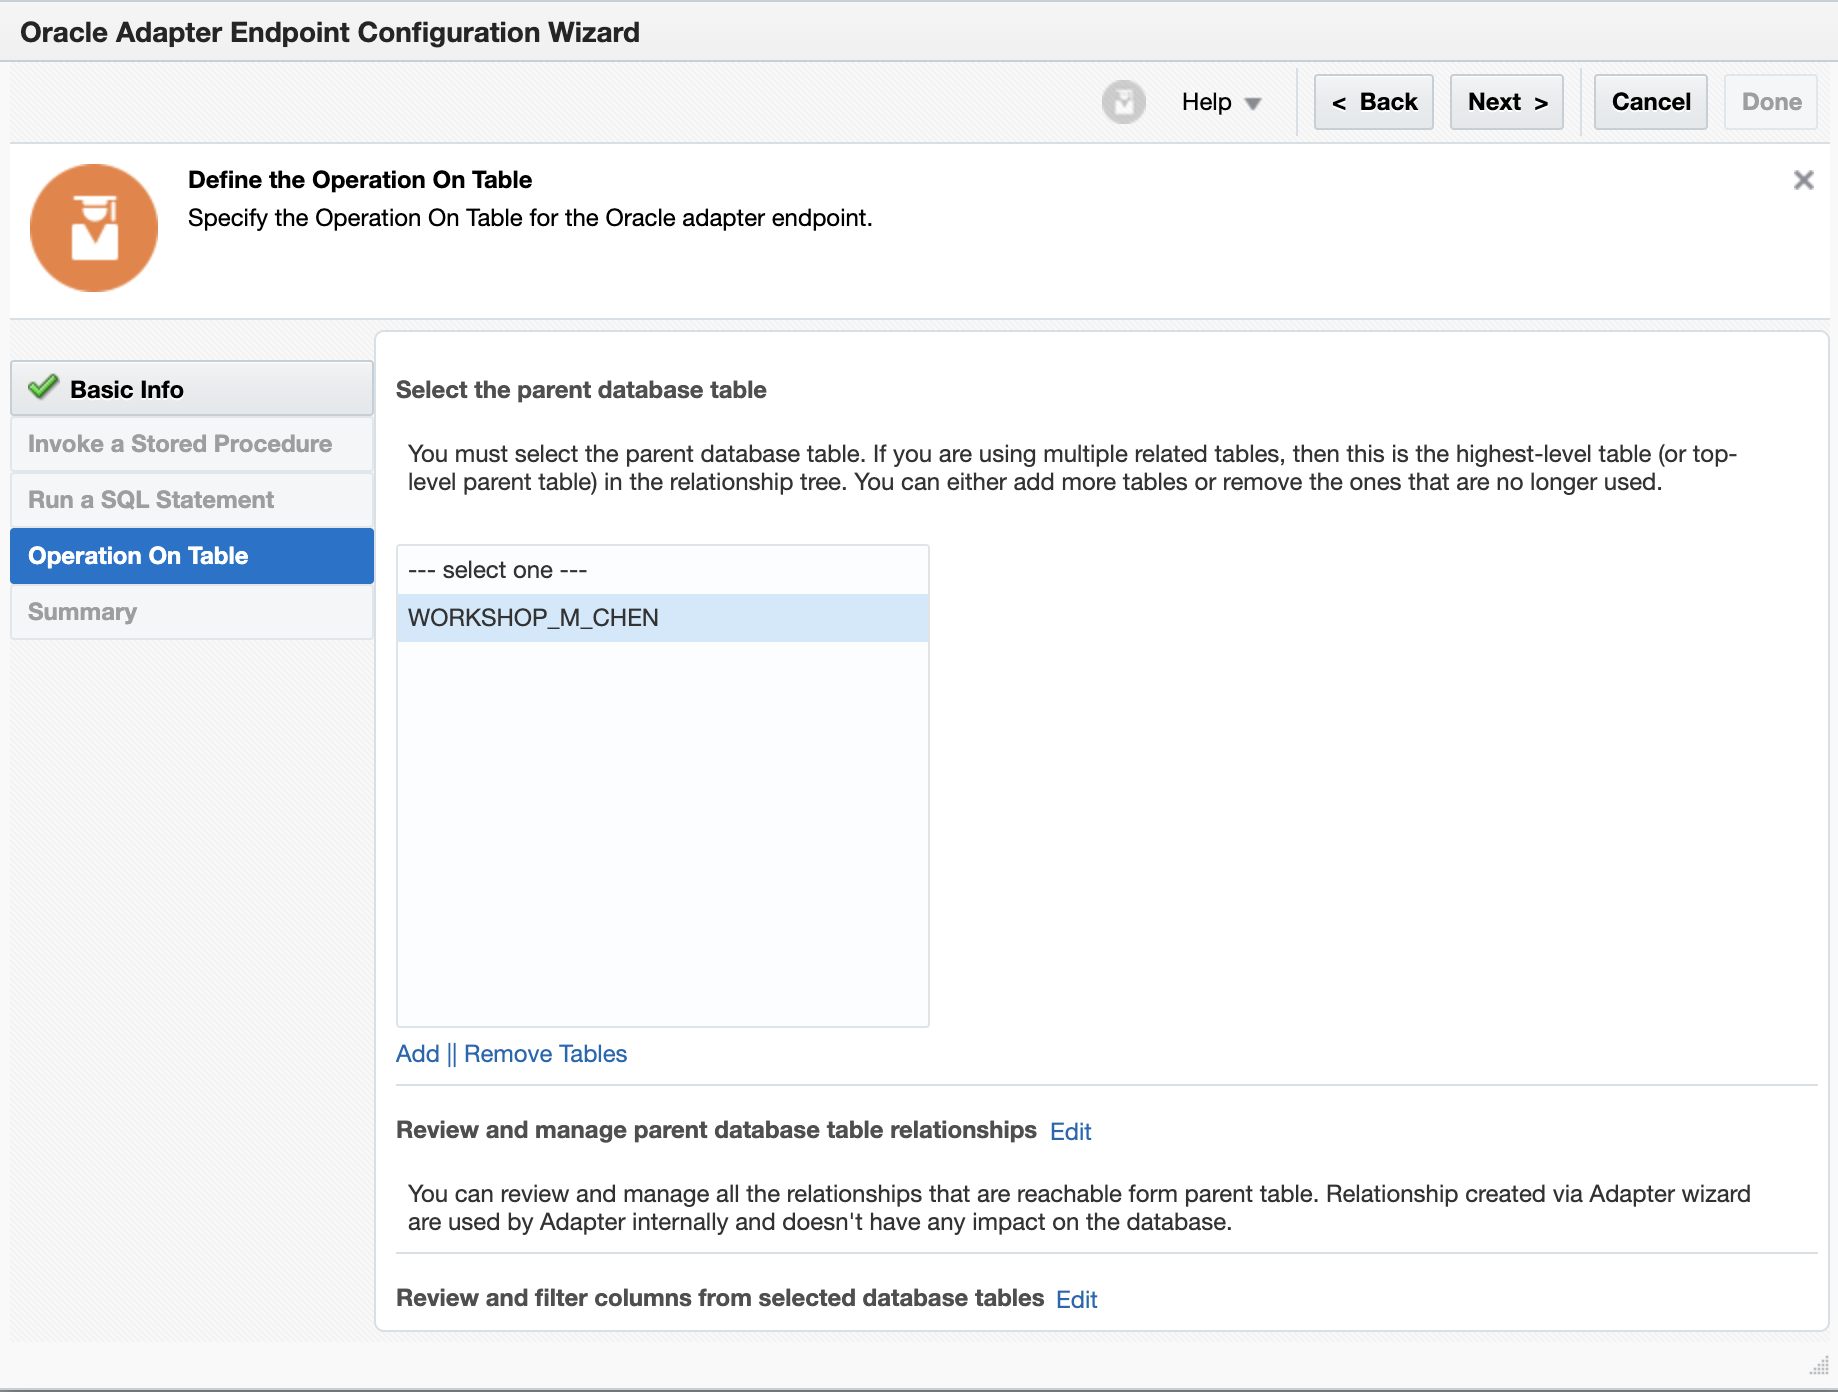 Oracle Adapter Endpoint Configuration Wizard
Help
< Back
Next >
Cancel
Done
Define the Operation On Table
Specify the Operation On Table for the Oracle adapter endpoint.
Basic Info
Invoke a Stored Procedure
Run a SQL Statement
Operation On Table
Summary
Select the parent database table
You must select the parent database table. If you are using multiple related tables, then this is the highest-level table (or top-
level parent table) in the relationship tree. You can either add more tables or remove the ones that are no longer used.
--- select one ---
WORKSHOP_M_CHEN
Add || Remove Tables
Review and manage parent database table relationships Edit
You can review and manage all the relationships that are reachable form parent table. Relationship created via Adapter wizard
are used by Adapter internally and doesn't have any impact on the database.
Review and filter columns from selected database tables Edit